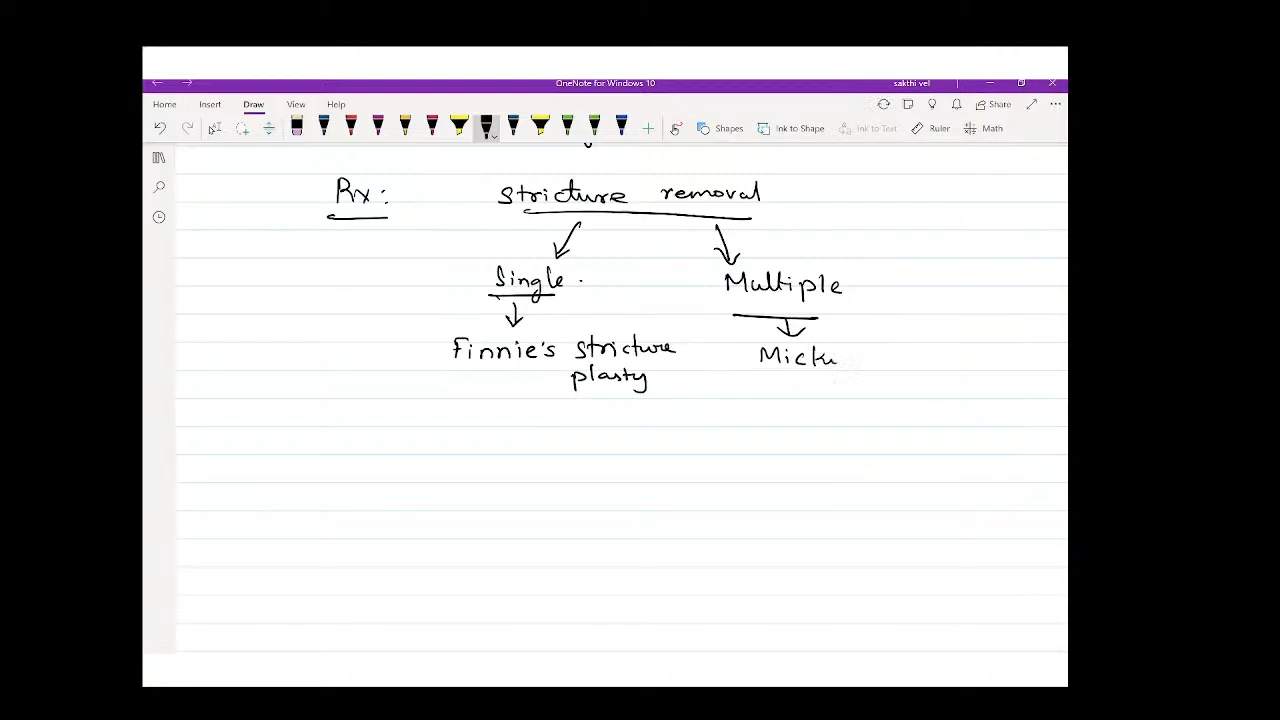 OneNote for Windows 10
sakthi vel
Home Insert Draw View Help
Share
Shapes Ink to Shape Ink to Text Ruler Math
Rx: stricture removal
Single. Multiple
Finnie's stricture Micku
plasty